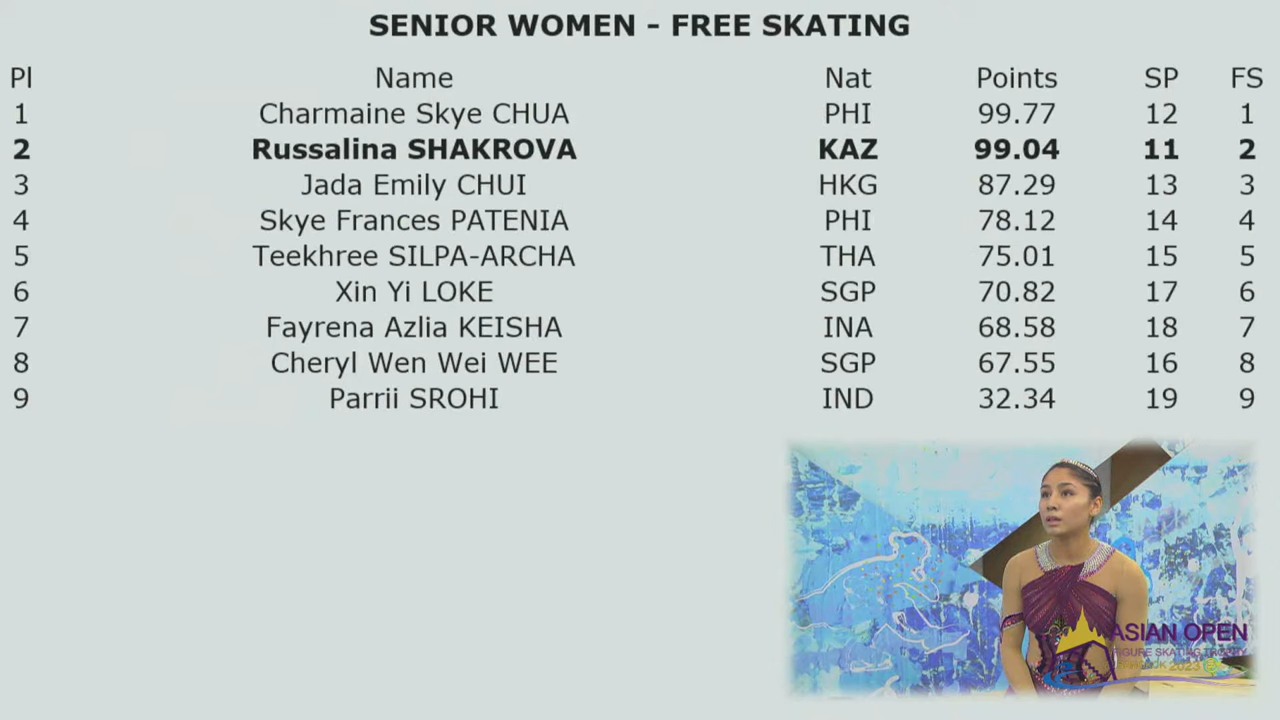 SENIOR WOMEN - FREE SKATING
Pl Name Nat Points SP FS
1 Charmaine Skye CHUA PHI 99.77 12 1
2 Russalina SHAKROVA KAZ 99.04 11 2
3 Jada Emily CHUI HKG 87.29 13 3
4 Skye Frances PATENIA PHI 78.12 14 4
5 Teekhree SILPA-ARCHA THA 75.01 15 5
6 Xin Yi LOKE SGP 70.82 17 6
7 Fayrena Azlia KEISHA INA 68.58 18 7
8 Cheryl Wen Wei WEE SGP 67.55 16 8
9 Parrii SROHI IND 32.34 19 9
ASIAN OPEN
FIGURE SKATING TROPHY
2023